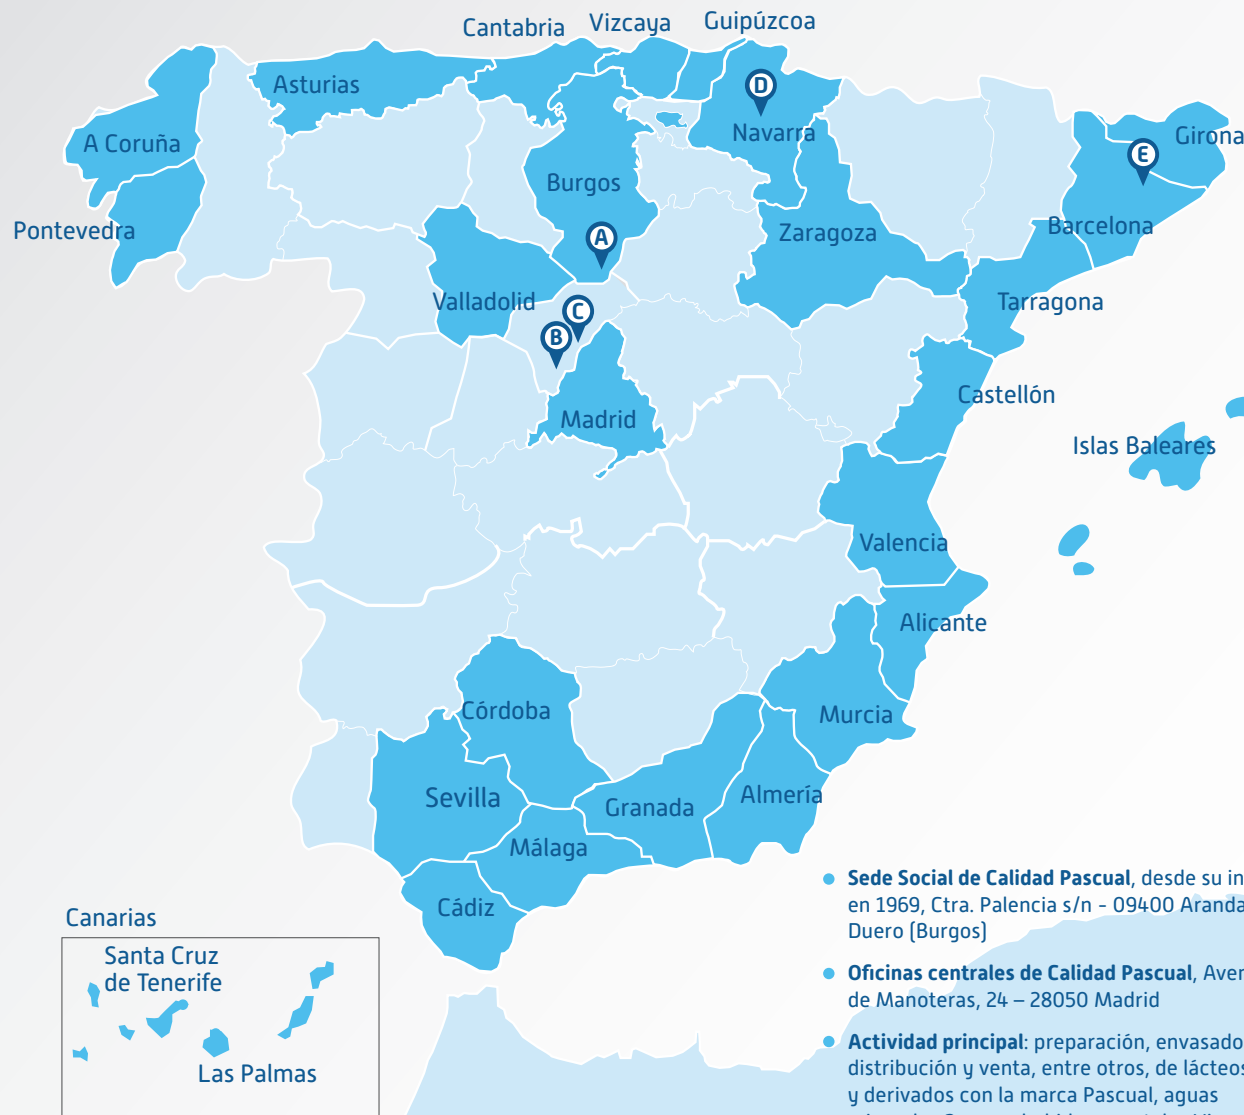 Cantabria
Vizcaya
Guipúzcoa
Asturias
D
A Coruña
Navarra
Girona
E
Burgos
Pontevedra
A
Zaragoza
Barcelona
Valladolid
C
Tarragona
B
Castellón
Madrid
Islas Baleares
Valencia
Alicante
Córdoba
Murcia
Sevilla
Granada
Almería
Málaga
Cádiz
Canarias
Santa Cruz
de Tenerife
Las Palmas
Sede Social de Calidad Pascual, desde su
en 1969, Ctra. Palencia s/n - 09400 Aranda
Duero (Burgos)
Oficinas centrales de Calidad Pascual,
de Manoteras, 24 – 28050 Madrid
Actividad principal: preparación, envasado
distribución y venta, entre otros, de lácteos
y derivados con la marca Pascual, aguas